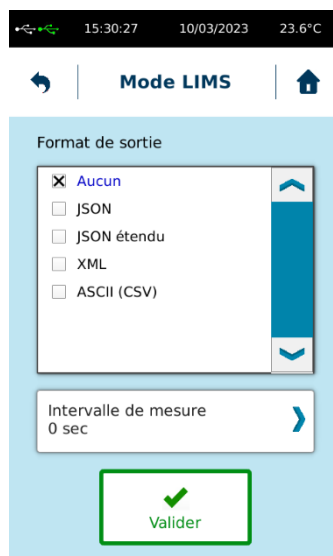 15:30:27 10/03/2023 23.6°C
Mode LIMS
Format de sortie
Aucun
JSON
JSON étendu
XML
ASCII (CSV)
Intervalle de mesure
0 sec
Valider